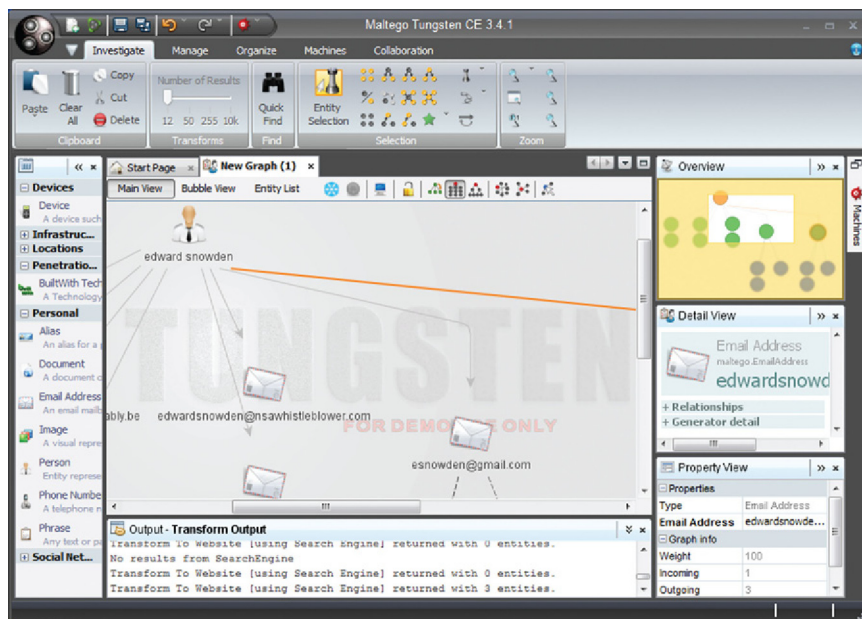 Maltego Tungsten CE 3.4.1
Investigate Manage Organize Machines Collaboration
Paste
Clear All
Copy
Cut
Delete
Clipboard
Number of Results
12 50 255 10k
Transforms
Quick Find
Find
Entity Selection
Selection
Zoom
Start Page
New Graph (1)
Main View Bubble View Entity List
Devices
Device
A device such
Infrastruc...
Locations
Penetratio...
BuiltWith Tech
A Technology
Personal
Alias
An alias for a
Document
A document
Email Address
An email
Image
A visual repre
Person
Entity represe
Phone Numbe
A telephone n
Phrase
Any text or pa
Social Net...
edward snowden
TUNGSTEN
FOR DEMO USE ONLY
ably.be
edwardsnowden@nsawhistleblower.com
esnowden@gmail.com
Output - Transform Output
Transform To Website [using Search Engine] returned with 0 entities.
No results from SearchEngine
Transform To Website [using Search Engine] returned with 0 entities.
Transform To Website [using Search Engine] returned with 3 entities.
Overview
Machines
Detail View
Email Address
maltego.EmailAddress
edwardsnowd
+ Relationships
+ Generator detail
Property View
Properties
Type Email Address
Email Address edwardsnowde...
Graph info
Weight 100
Incoming 1
Outgoing 3